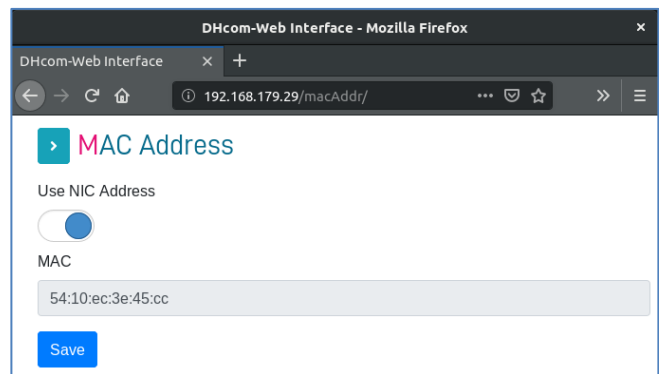 DHcom-Web Interface - Mozilla Firefox
DHcom-Web Interface
192.168.179.29/macAddr/
MAC Address
Use NIC Address
MAC
54:10:ec:3e:45:cc
Save